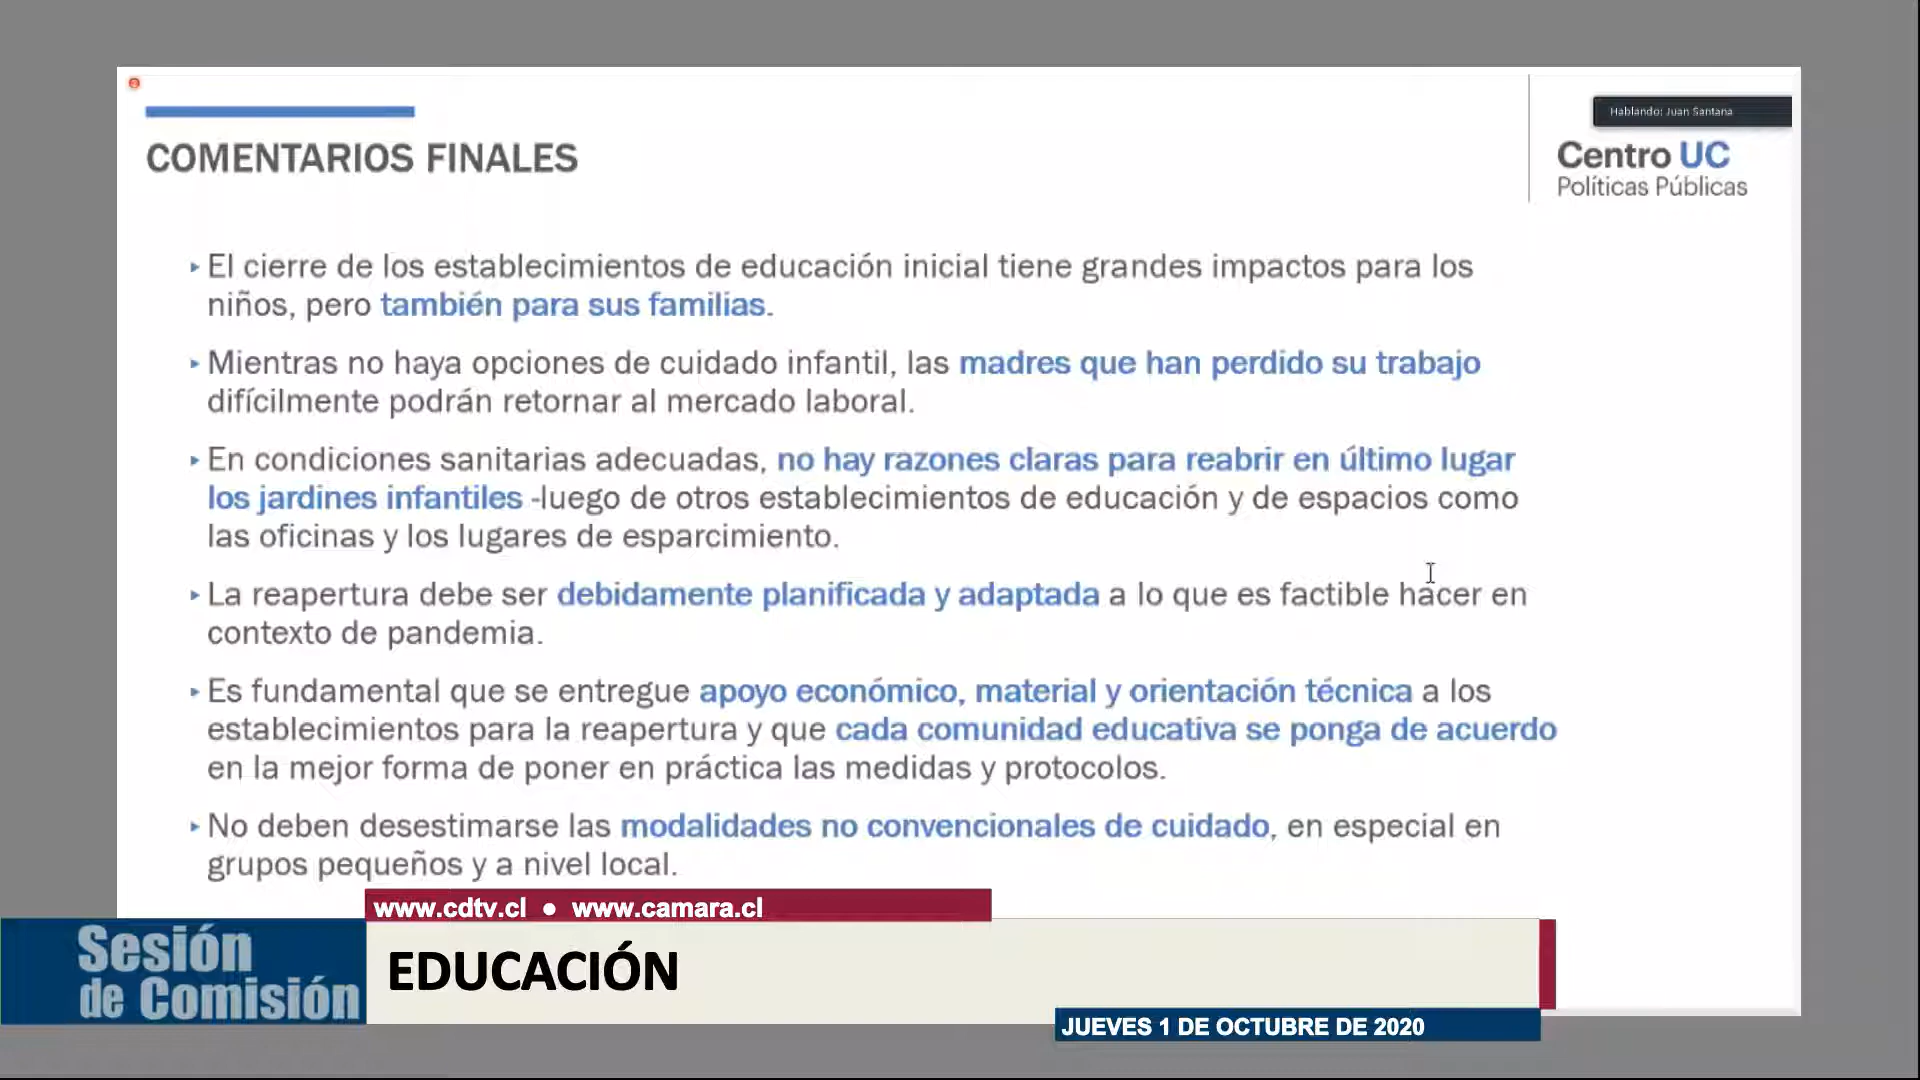 Hablando: Juan Santana
COMENTARIOS FINALES
Centro UC
Políticas Públicas
El cierre de los establecimientos de educación inicial tiene grandes impactos para los
niños, pero también para sus familias.
Mientras no haya opciones de cuidado infantil, las madres que han perdido su trabajo
difícilmente podrán retornar al mercado laboral.
En condiciones sanitarias adecuadas, no hay razones claras para reabrir en último lugar
los jardines infantiles -luego de otros establecimientos de educación y de espacios como
las oficinas y los lugares de esparcimiento.
La reapertura debe ser debidamente planificada y adaptada a lo que es factible hacer en
contexto de pandemia.
Es fundamental que se entregue apoyo económico, material y orientación técnica a los
establecimientos para la reapertura y que cada comunidad educativa se ponga de acuerdo
en la mejor forma de poner en práctica las medidas y protocolos.
No deben desestimarse las modalidades no convencionales de cuidado, en especial en
grupos pequeños y a nivel local.
www.cdtv.cl ● www.camara.cl
Sesión
de Comisión
EDUCACIÓN
JUEVES 1 DE OCTUBRE DE 2020